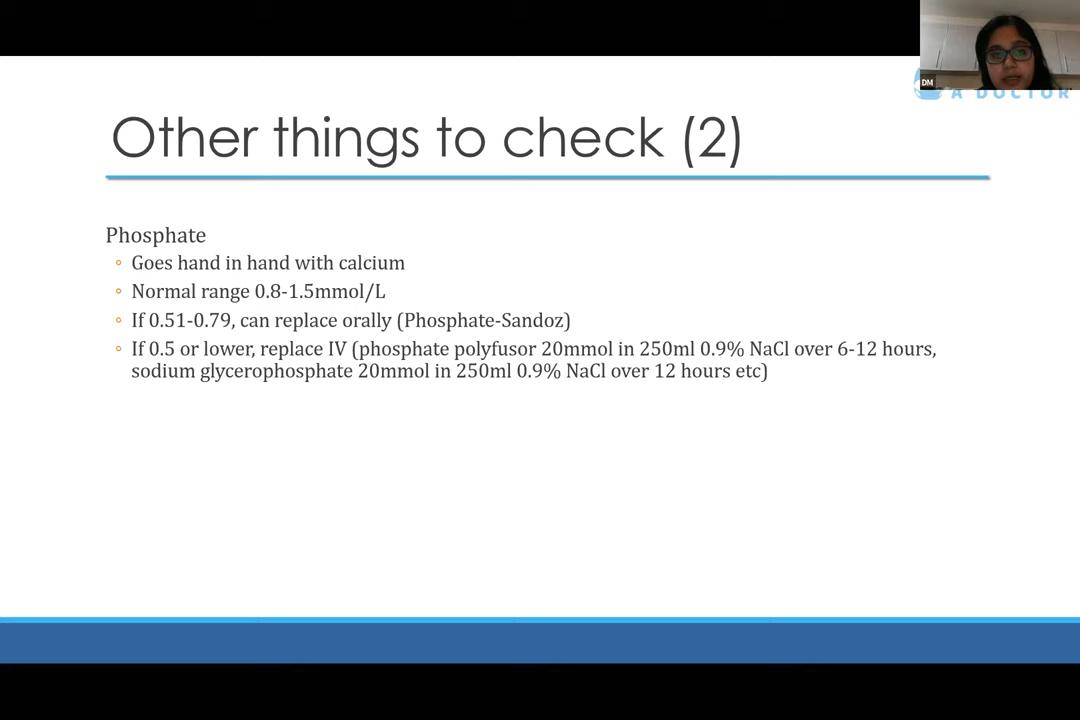 DM
A DOCTOR
Other things to check (2)
Phosphate
Goes hand in hand with calcium
Normal range 0.8-1.5mmol/L
If 0.51-0.79, can replace orally (Phosphate-Sandoz)
If 0.5 or lower, replace IV (phosphate polyfusor 20mmol in 250ml 0.9% NaCl over 6-12 hours,
sodium glycerophosphate 20mmol in 250ml 0.9% NaCl over 12 hours etc)